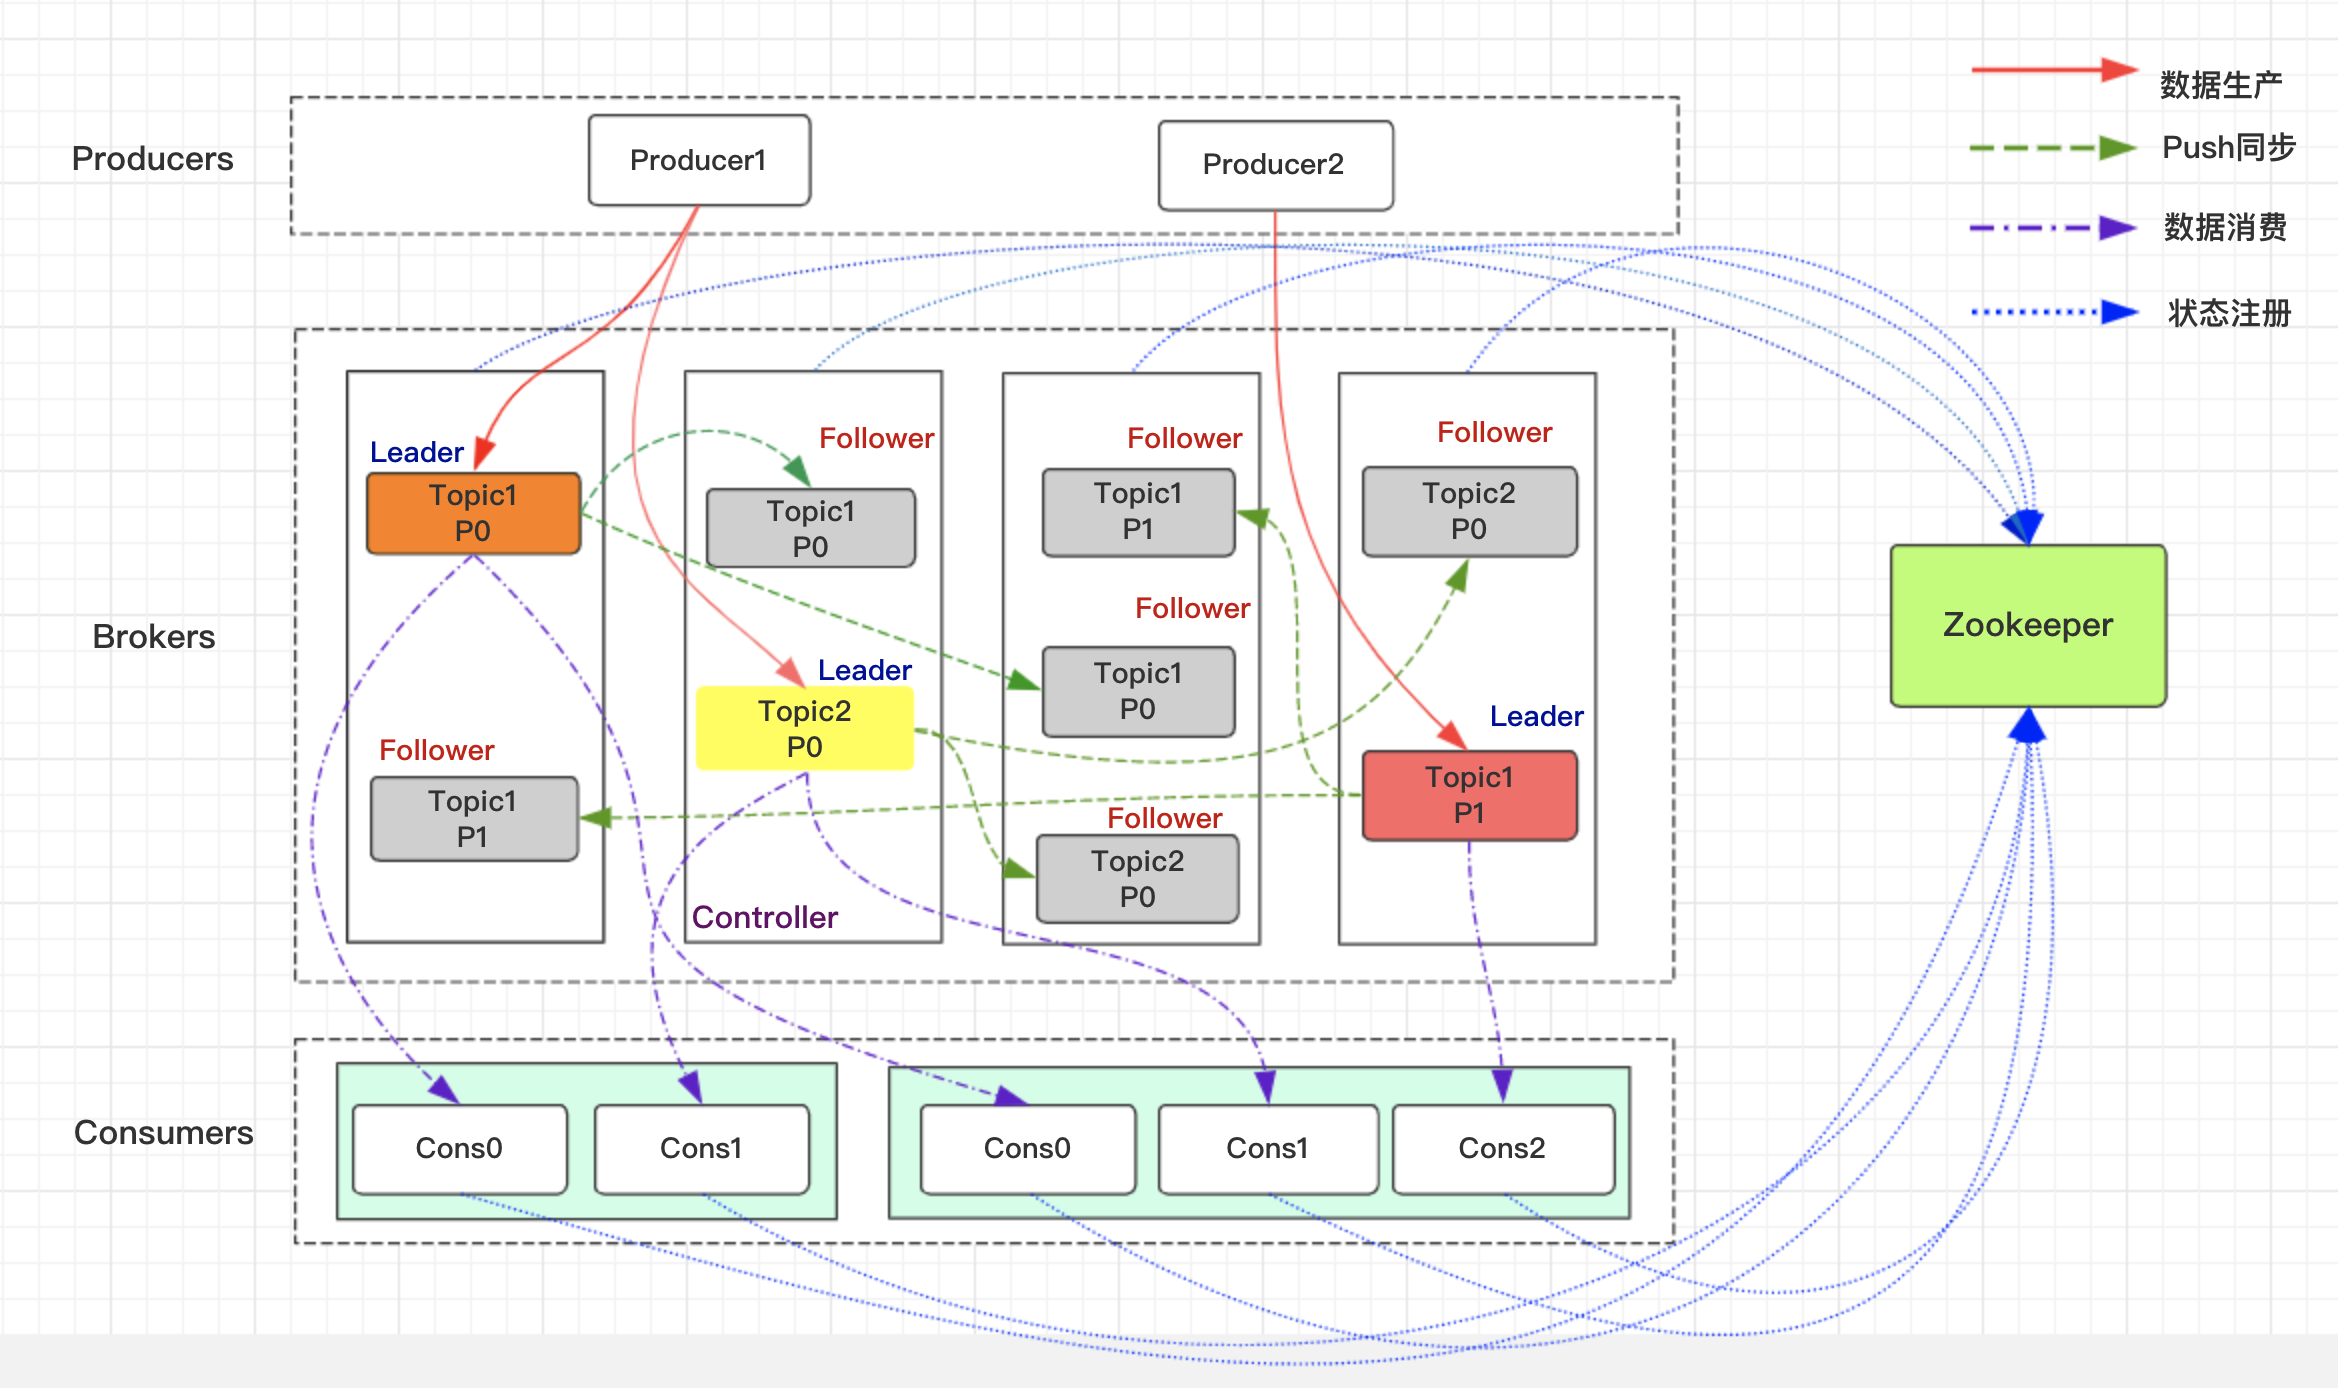 Producers
Producer1
Producer2
数据生产
Push同步
数据消费
状态注册
Brokers
Leader
Topic1
P0
Follower
Topic1
P1
Follower
Topic1
P0
Leader
Topic2
P0
Controller
Follower
Topic1
P1
Follower
Topic1
P0
Follower
Topic2
P0
Follower
Topic2
P0
Leader
Topic1
P1
Zookeeper
Consumers
Cons0
Cons1
Cons0
Cons1
Cons2